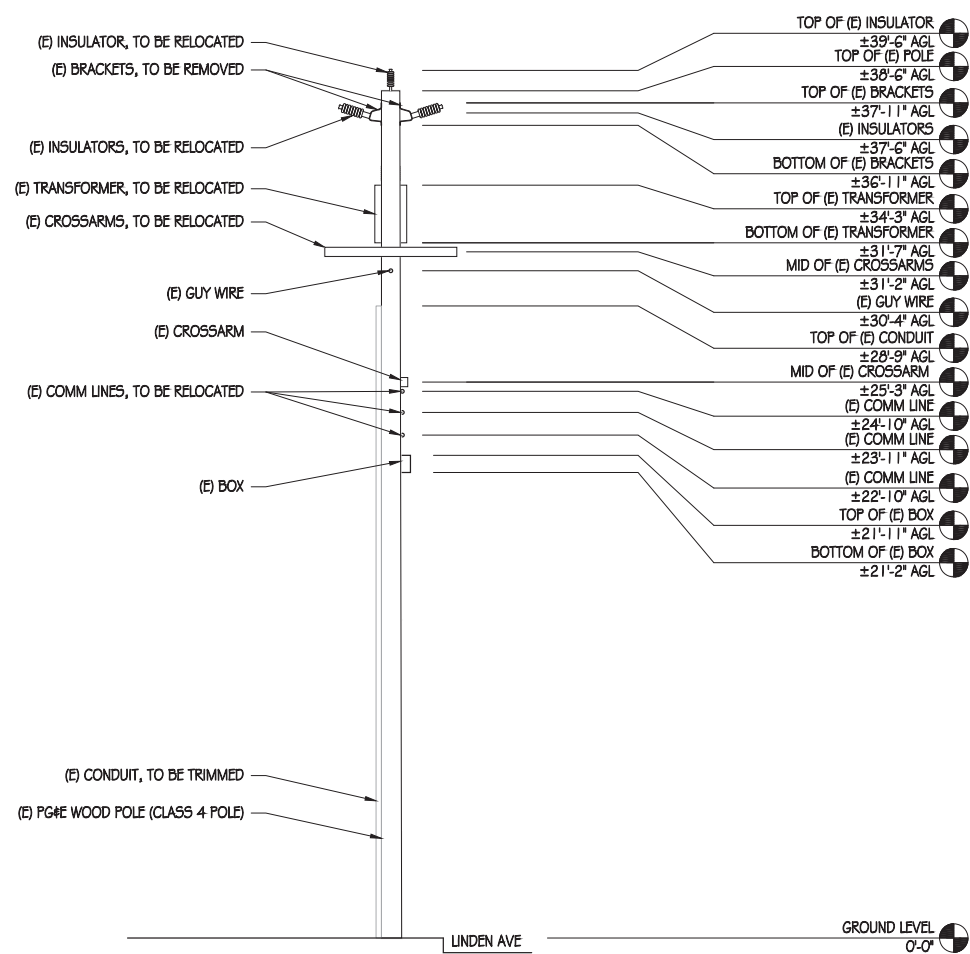 (E) INSULATOR, TO BE RELOCATED
(E) BRACKETS, TO BE REMOVED
(E) INSULATORS, TO BE RELOCATED
(E) TRANSFORMER, TO BE RELOCATED
(E) CROSSARMS, TO BE RELOCATED
(E) GUY WIRE
(E) CROSSARM
(E) COMM LINES, TO BE RELOCATED
(E) BOX
(E) CONDUIT, TO BE TRIMMED
(E) PG&E WOOD POLE (CLASS 4 POLE)
LINDEN AVE
TOP OF (E) INSULATOR
±39'-6" AGL
TOP OF (E) POLE
±38'-6" AGL
TOP OF (E) BRACKETS
±37'-11" AGL
(E) INSULATORS
±37'-6" AGL
BOTTOM OF (E) BRACKETS
±36'-11" AGL
TOP OF (E) TRANSFORMER
±34'-3" AGL
BOTTOM OF (E) TRANSFORMER
±31'-7" AGL
MID OF (E) CROSSARMS
±31'-2" AGL
(E) GUY WIRE
±30'-4" AGL
TOP OF (E) CONDUIT
±28'-9" AGL
MID OF (E) CROSSARM
±25'-3" AGL
(E) COMM LINE
±24'-10" AGL
(E) COMM LINE
±23'-11" AGL
(E) COMM LINE
±22'-10" AGL
TOP OF (E) BOX
±21'-11" AGL
BOTTOM OF (E) BOX
±21'-2" AGL
GROUND LEVEL
0'-0"